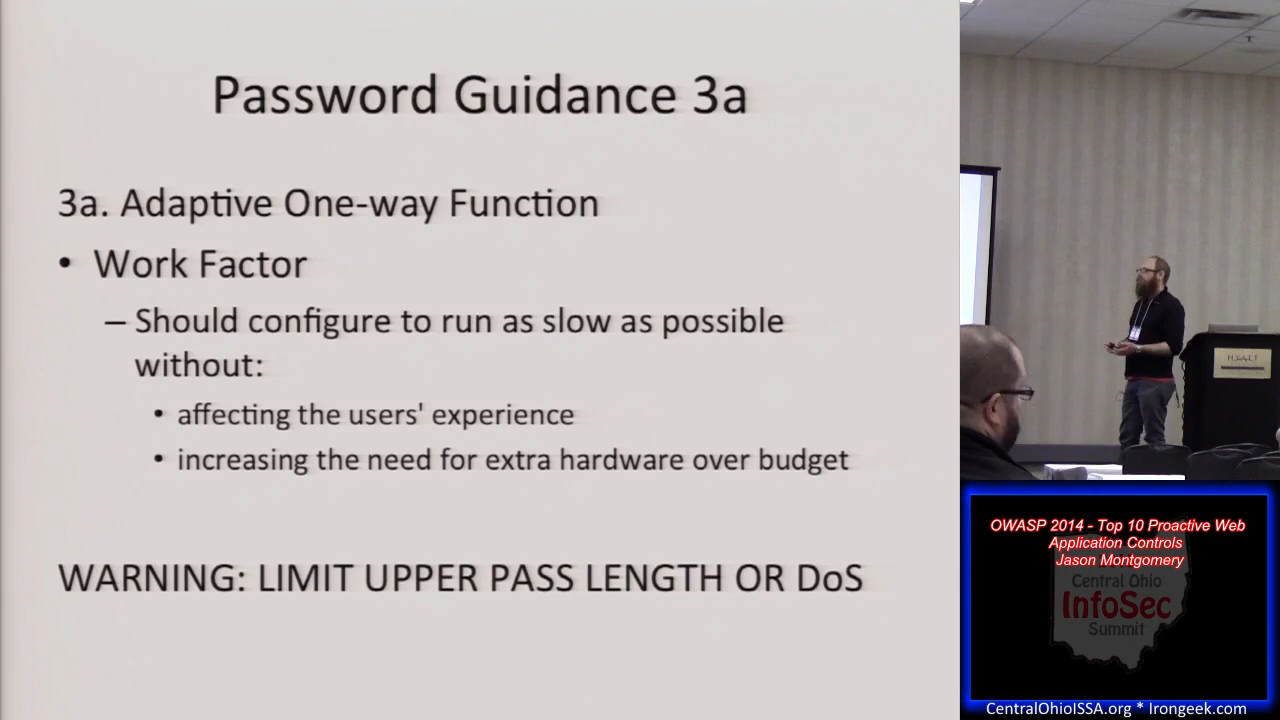 Password Guidance 3a
3a. Adaptive One-way Function
• Work Factor
– Should configure to run as slow as possible
without:
• affecting the users' experience
• increasing the need for extra hardware over budget
WARNING: LIMIT UPPER PASS LENGTH OR DoS
HYATT
OWASP 2014 - Top 10 Proactive Web
Application Controls
Jason Montgomery
Central Ohio
InfoSec
Summit
CentralOhioISSA.org * Irongeek.com